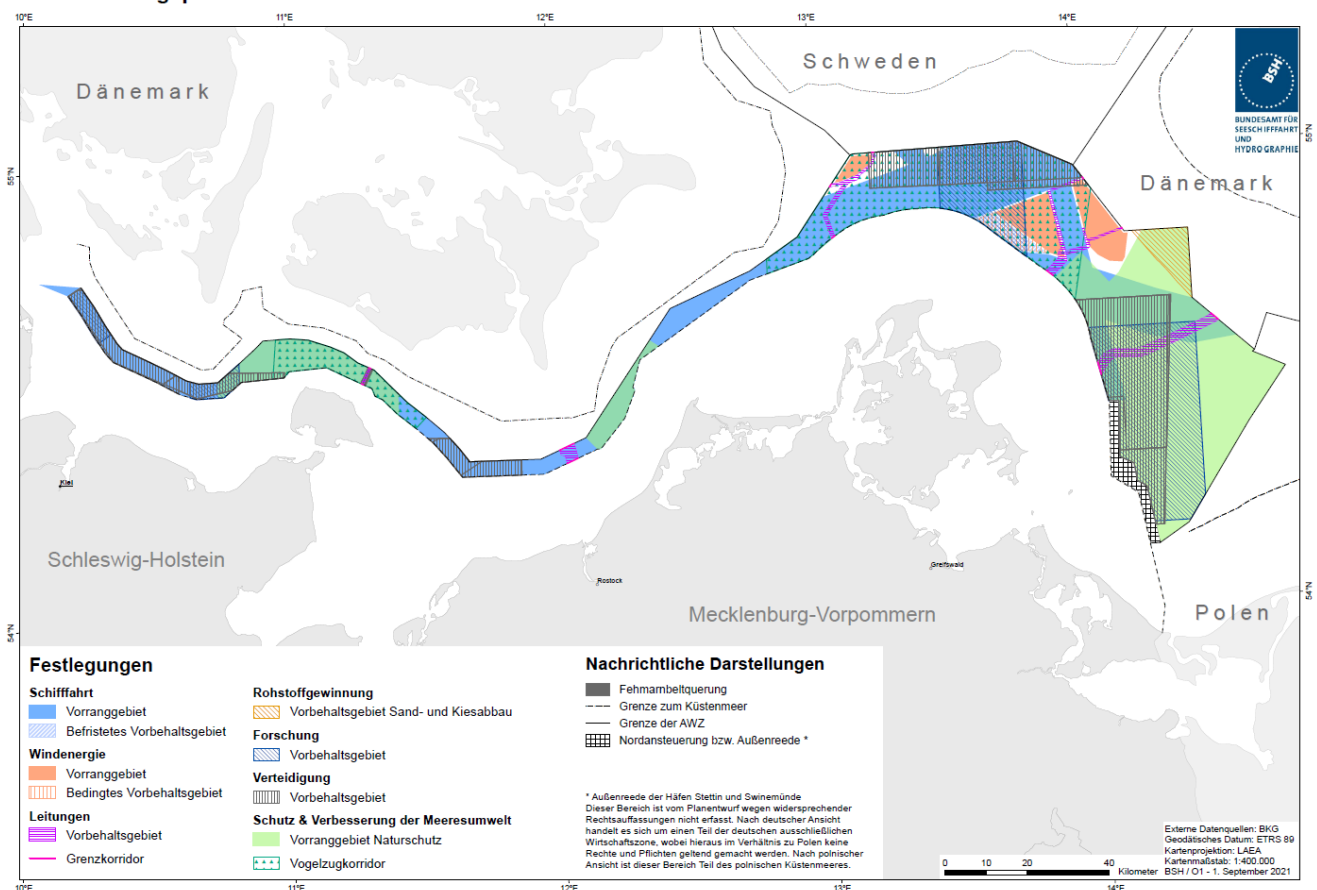 10°E
11°E
12°E
13°E
14°E
Schweden
Dänemark
BSH
BUNDESAMT FÜR
SEESCHIFFFAHRT
UND
HYDROGRAPHIE
55°N
55°N
Dänemark
Kiel
Schleswig-Holstein
Greifswald
Rostock
Mecklenburg-Vorpommern
Polen
54°N
54°N
Festlegungen
Schifffahrt
Vorranggebiet
Befristetes Vorbehaltsgebiet
Windenergie
Vorranggebiet
Bedingtes Vorbehaltsgebiet
Leitungen
Vorbehaltsgebiet
Grenzkorridor
Rohstoffgewinnung
Vorbehaltsgebiet Sand- und Kiesabbau
Forschung
Vorbehaltsgebiet
Verteidigung
Vorbehaltsgebiet
Schutz & Verbesserung der Meeresumwelt
Vorranggebiet Naturschutz
Vogelzugkorridor
Nachrichtliche Darstellungen
Fehmarnbeltquerung
Grenze zum Küstenmeer
Grenze der AWZ
Nordansteuerung bzw. Außenreede *
* Außenreede der Häfen Stettin und Swinemünde
Dieser Bereich ist vom Planentwurf wegen widersprechender
Rechtsauffassungen nicht erfasst. Nach deutscher Ansicht
handelt es sich um einen Teil der deutschen ausschließlichen
Wirtschaftszone, wobei hieraus im Verhältnis zu Polen keine
Rechte und Pflichten geltend gemacht werden. Nach polnischer
Ansicht ist dieser Bereich Teil des polnischen Küstenmeeres.
0 10 20 40
Kilometer
Externe Datenquellen: BKG
Geodätisches Datum: ETRS 89
Kartenprojektion: LAEA
Kartenmaßstab: 1:400.000
BSH / O1 - 1. September 2021
10°E
11°E
12°E
13°E
14°E